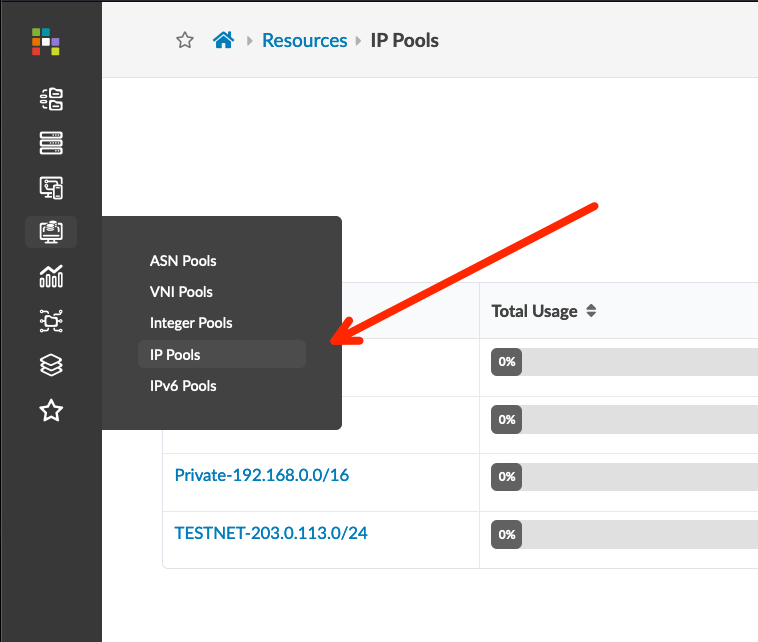 Resources IP Pools
ASN Pools
VNI Pools
Integer Pools
IP Pools
IPv6 Pools
Total Usage
0%
0%
Private-192.168.0.0/16 0%
TESTNET-203.0.113.0/24 0%